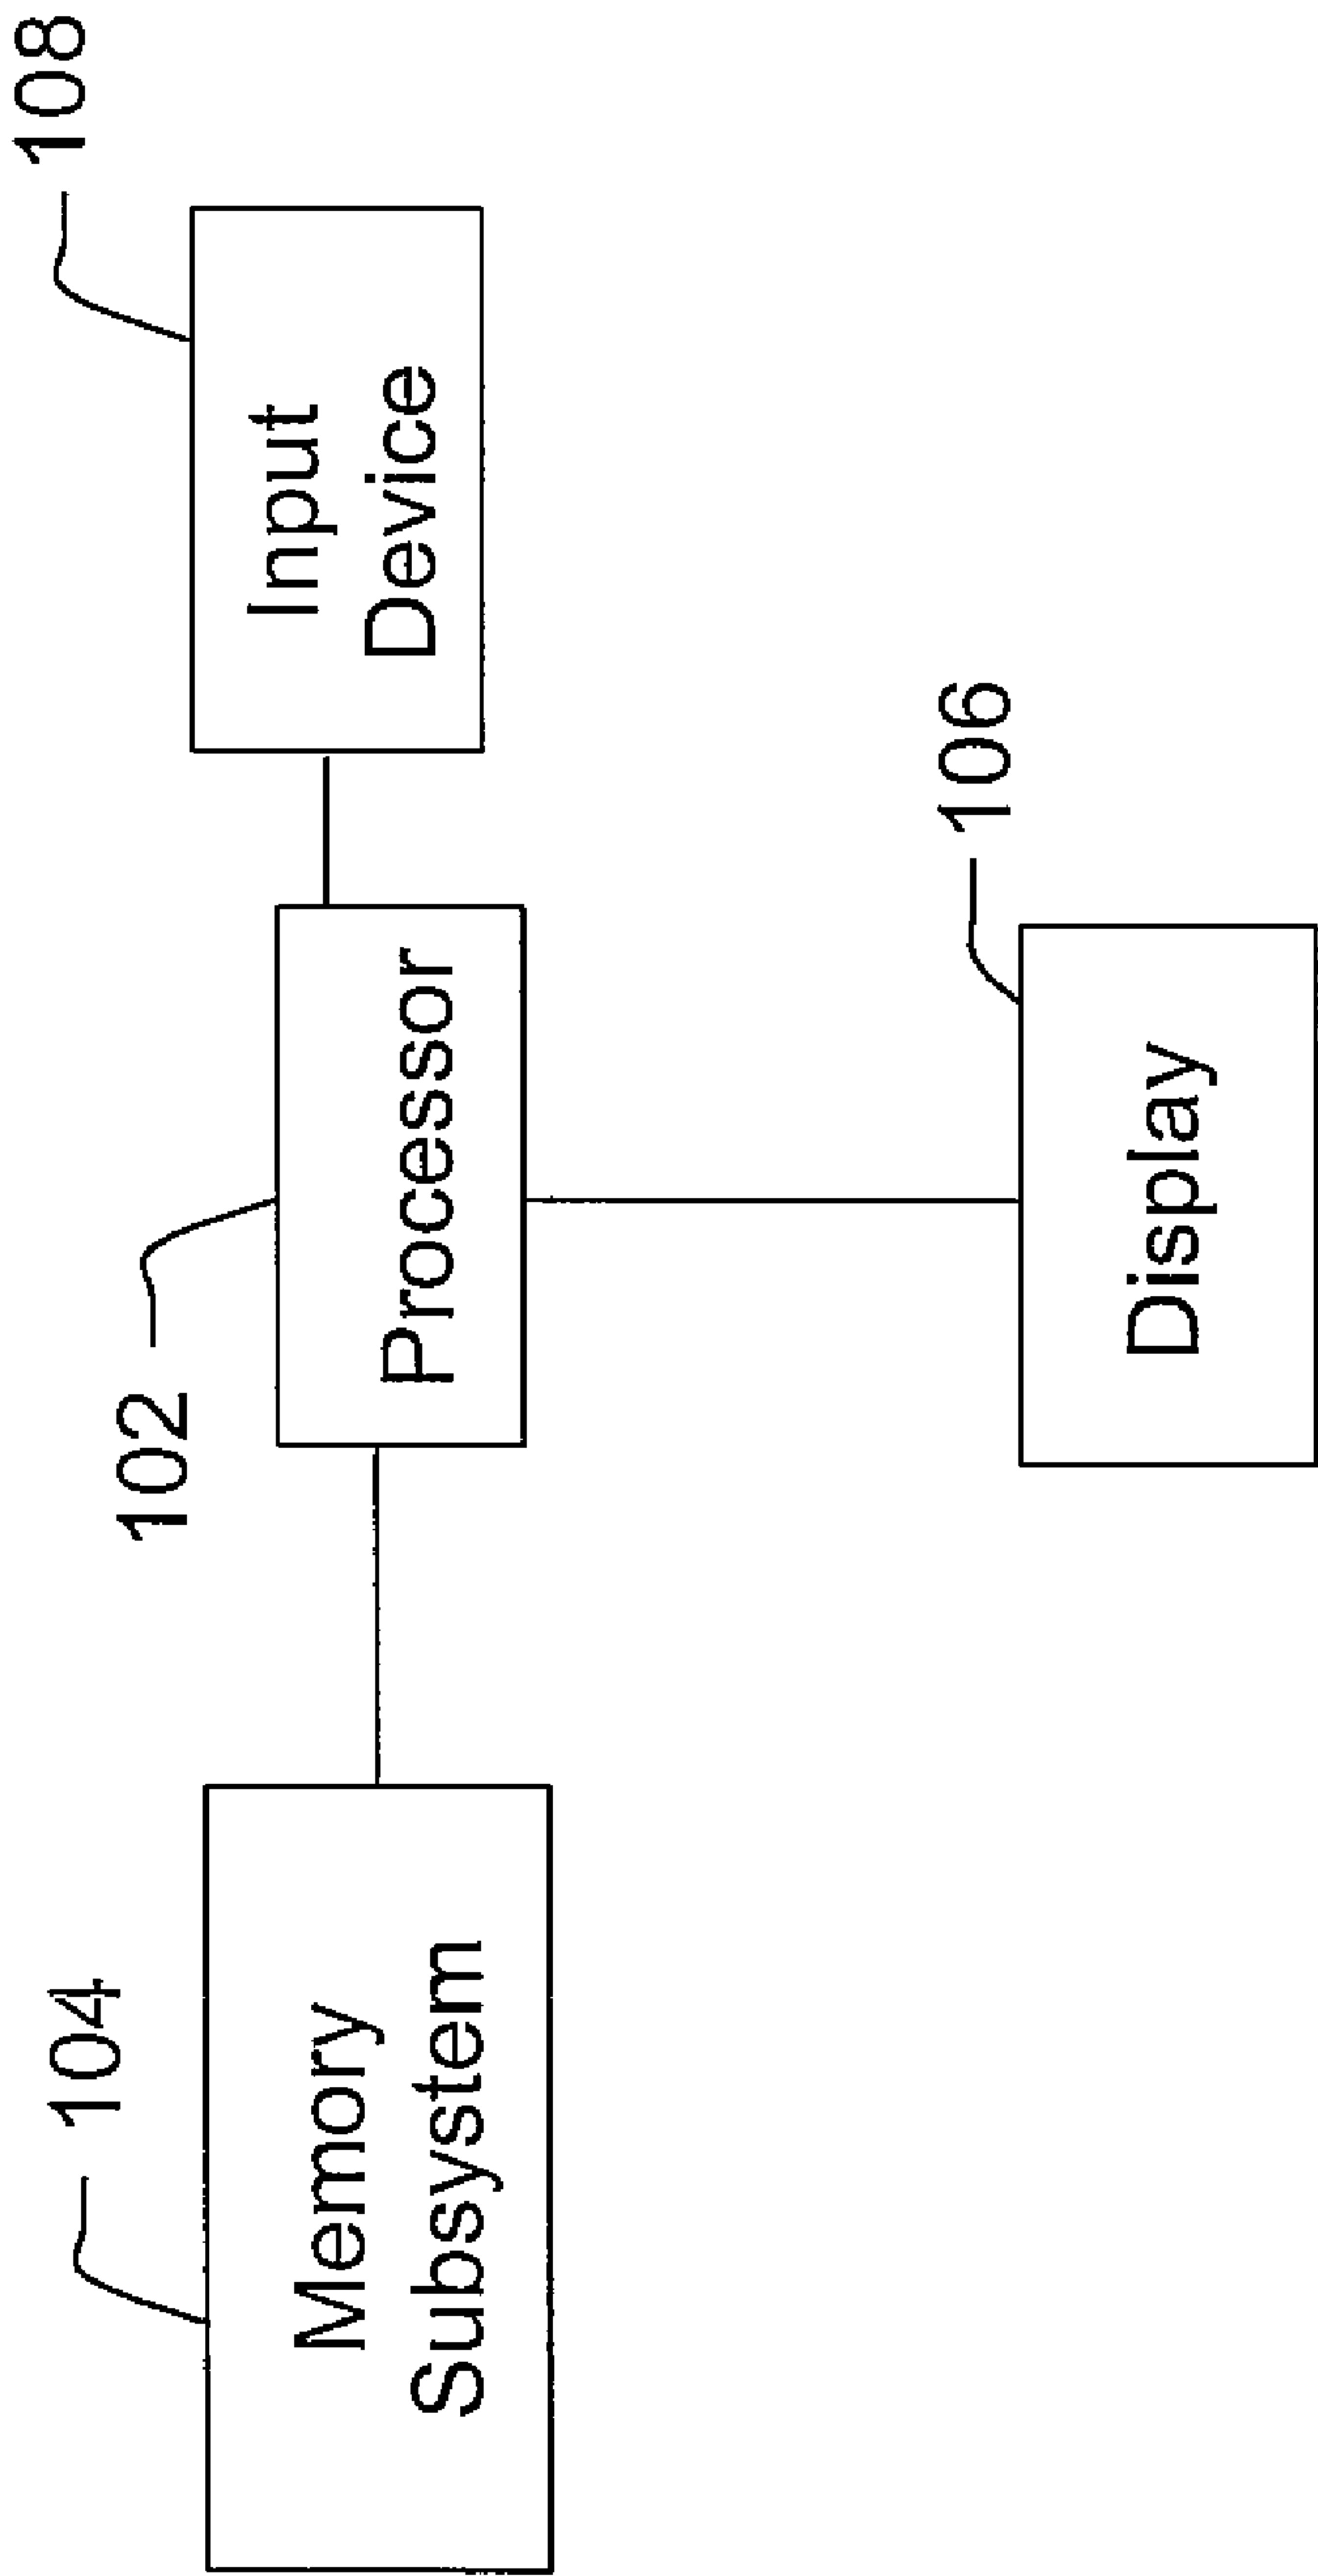 108
Input
Device
102
Processor
104
Memory
Subsystem
106
Display